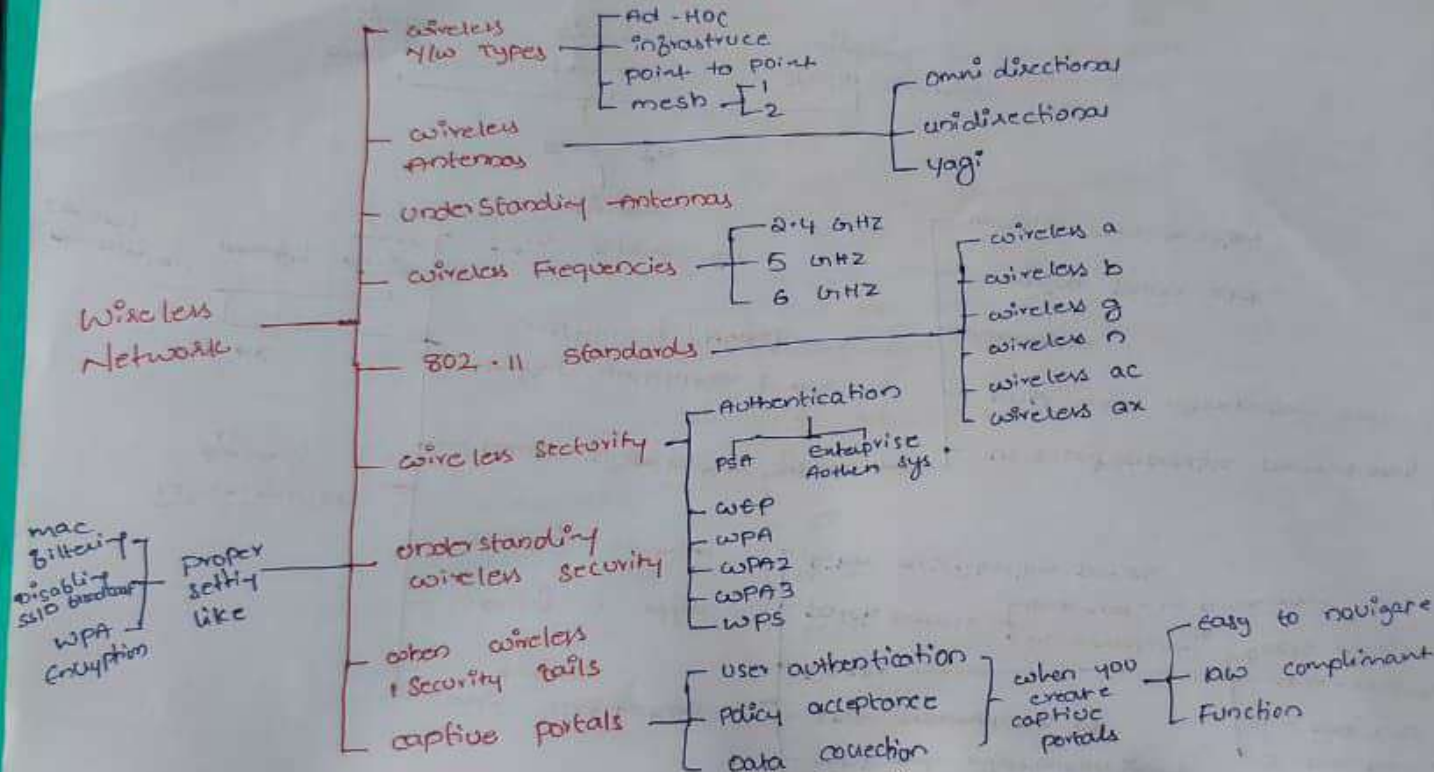 Wireless
Network
wireless
N/W Types
Ad-Hoc
infrastruce
point to point
mesh
1
2
wireless
Antennas
omni directional
unidirectional
yagi
understanding Antennas
wireless Frequencies
2.4 GHZ
5 GHZ
6 GHZ
802.11 standards
wireless a
wireless b
wireless g
wireless n
wireless ac
wireless ax
wireless secturity
Authentication
PSA
Enterprise
Authen sys.
WEP
WPA
WPA2
WPA3
WPS
understanding
wireless security
proper
setting
like
mac
filtering
Disabling
SSID
WPA
Encryption
when wireless
security fails
captive portals
user authentication
policy acceptance
Data collection
when you
create
captive
portals
easy to navigare
law complimant
Function